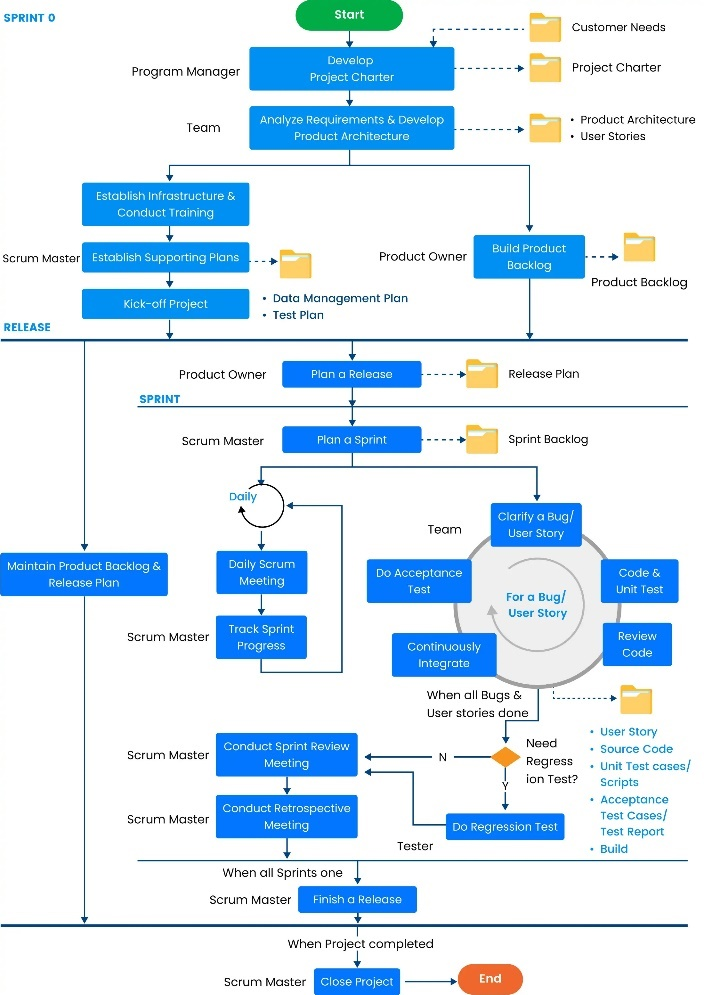 SPRINT 0
Start
Customer Needs
Program Manager
Develop
Project Charter
Project Charter
Team
Analyze Requirements & Develop
Product Architecture
• Product Architecture
• User Stories
Establish Infrastructure &
Conduct Training
Scrum Master
Establish Supporting Plans
Product Owner
Build Product
Backlog
Product Backlog
Kick-off Project
• Data Management Plan
• Test Plan
RELEASE
Product Owner
Plan a Release
Release Plan
SPRINT
Scrum Master
Plan a Sprint
Sprint Backlog
Daily
Team
Clarify a Bug/
User Story
Maintain Product Backlog &
Release Plan
Daily Scrum
Meeting
Do Acceptance
Test
Code &
Unit Test
For a Bug/
User Story
Scrum Master
Track Sprint
Progress
Continuously
Integrate
Review
Code
When all Bugs &
User stories done
• User Story
• Source Code
• Unit Test cases/
Scripts
• Acceptance
Test Cases/
Test Report
• Build
Scrum Master
Conduct Sprint Review
Meeting
N
Need
Regress
ion Test?
Y
Scrum Master
Conduct Retrospective
Meeting
Do Regression Test
Tester
When all Sprints one
Scrum Master
Finish a Release
When Project completed
Scrum Master
Close Project
End